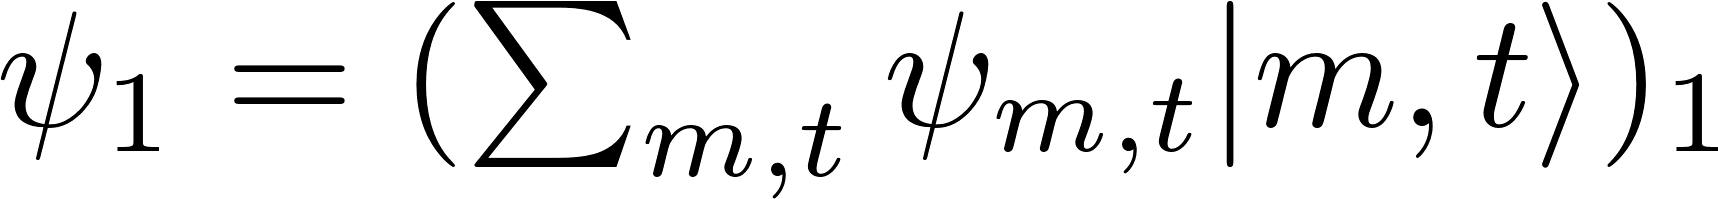 ψ₁ = (∑ₘ,ₜ ψₘ,ₜ|m, t⟩)₁